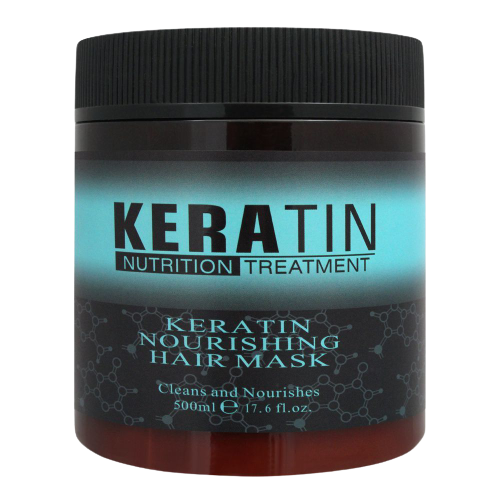 KERATIN
NUTRITION TREATMENT
KERATIN
NOURISHING
HAIR MASK
Cleans and Nourishes
500ml ℮ 17.6 fl.oz.